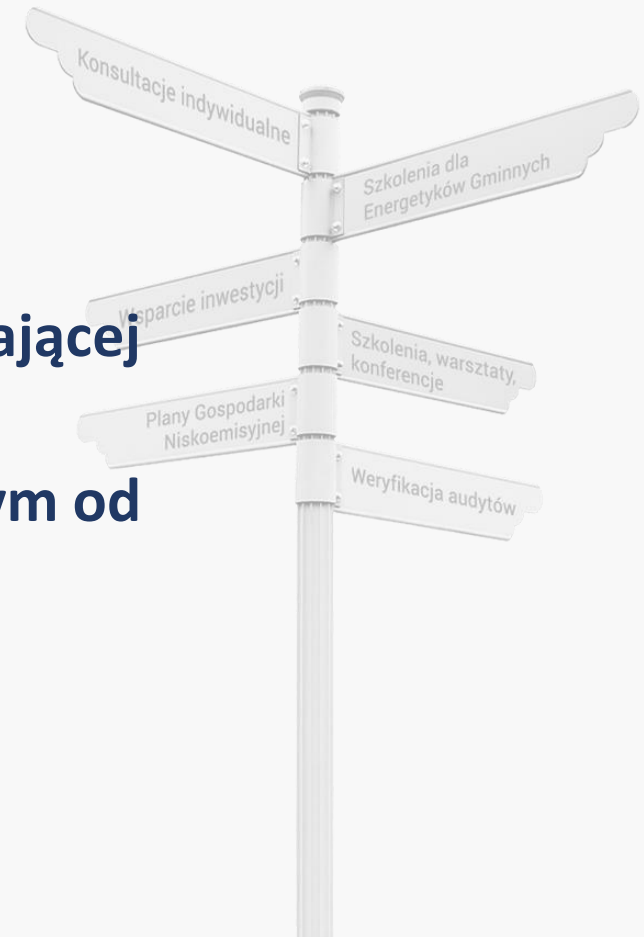 Konsultacje indywidualne
Szkolenia dla
Energetyków Gminnych
Wsparcie inwestycji
ającej
Szkolenia, warsztaty,
konferencje
Plany Gospodarki
Niskoemisyjnej
Weryfikacja audytów
ym od